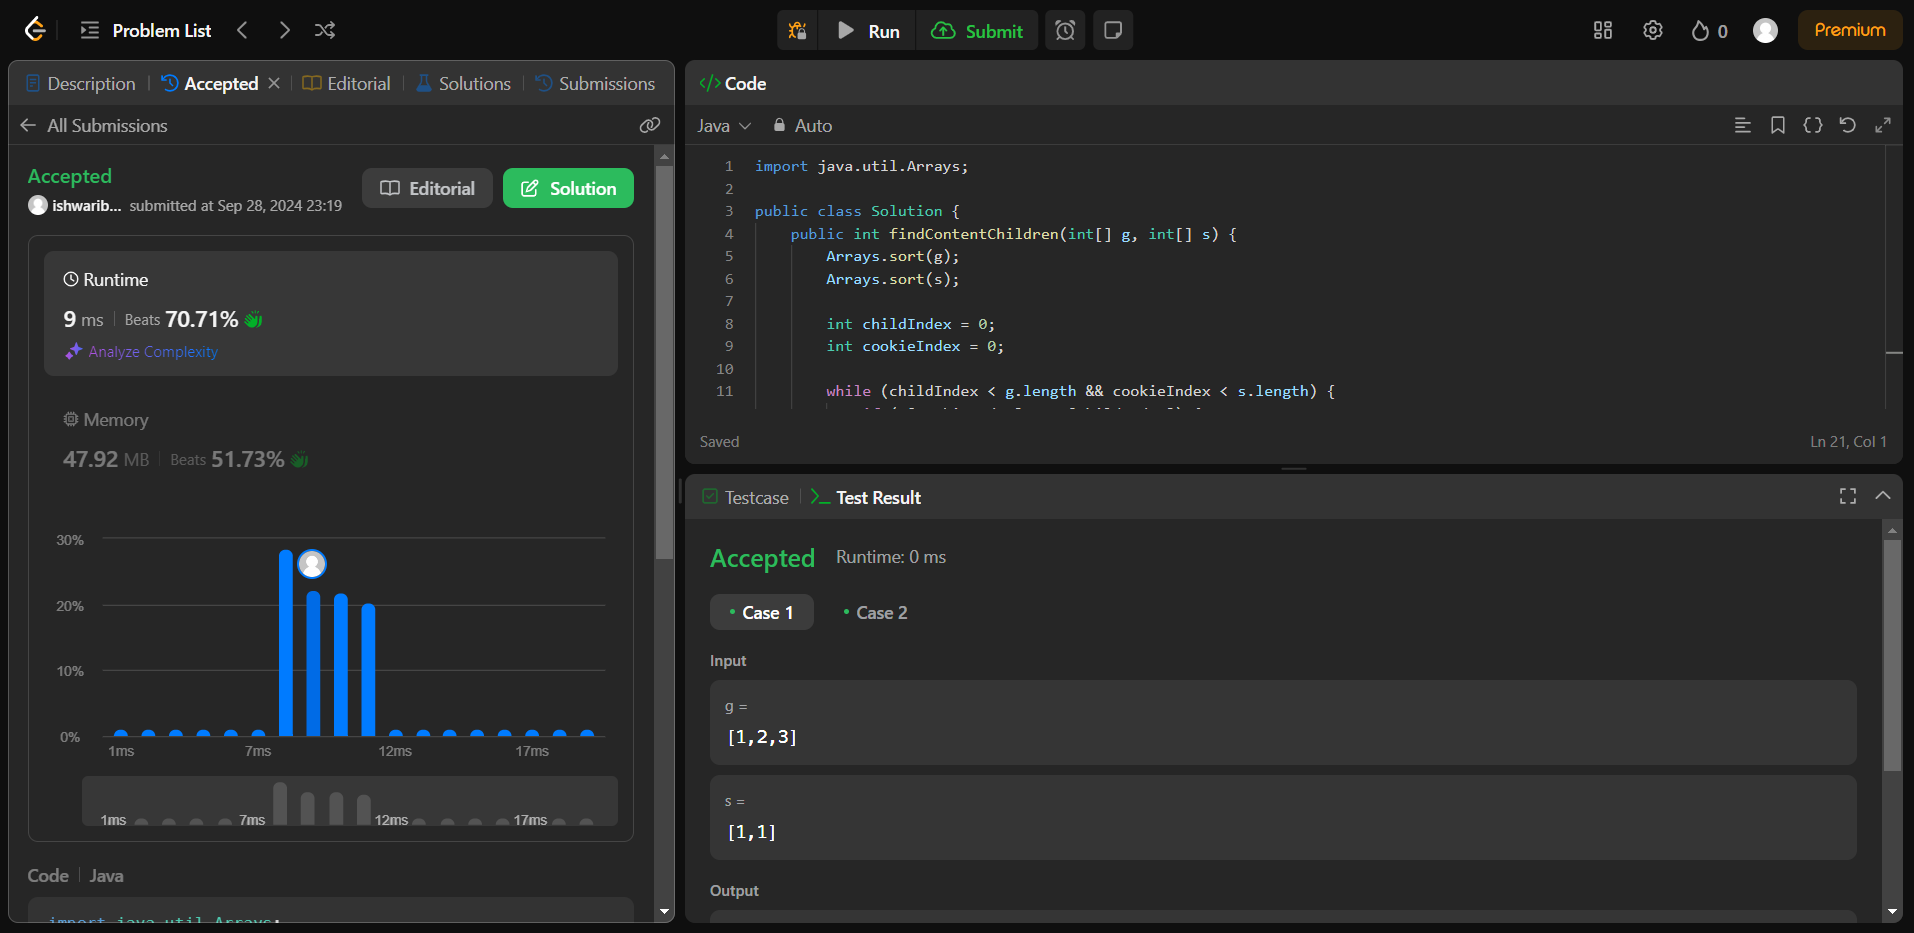 Problem List
Run
Submit
0
Premium
Description
Accepted
Editorial
Solutions
Submissions
All Submissions
Accepted
ishwarib... submitted at Sep 28, 2024 23:19
Editorial
Solution
Runtime
9 ms Beats 70.71%
Analyze Complexity
Memory
47.92 MB Beats 51.73%
30%
20%
10%
0%
1ms 7ms 12ms 17ms
1ms 7ms 12ms 17ms
Code Java
import java.util.Arrays;
</> Code
Java Auto
1 import java.util.Arrays;
2
3 public class Solution {
4 public int findContentChildren(int[] g, int[] s) {
5 Arrays.sort(g);
6 Arrays.sort(s);
7
8 int childIndex = 0;
9 int cookieIndex = 0;
10
11 while (childIndex < g.length && cookieIndex < s.length) {
Saved
Ln 21, Col 1
Testcase
Test Result
Accepted Runtime: 0 ms
Case 1 Case 2
Input
g =
[1,2,3]
s =
[1,1]
Output